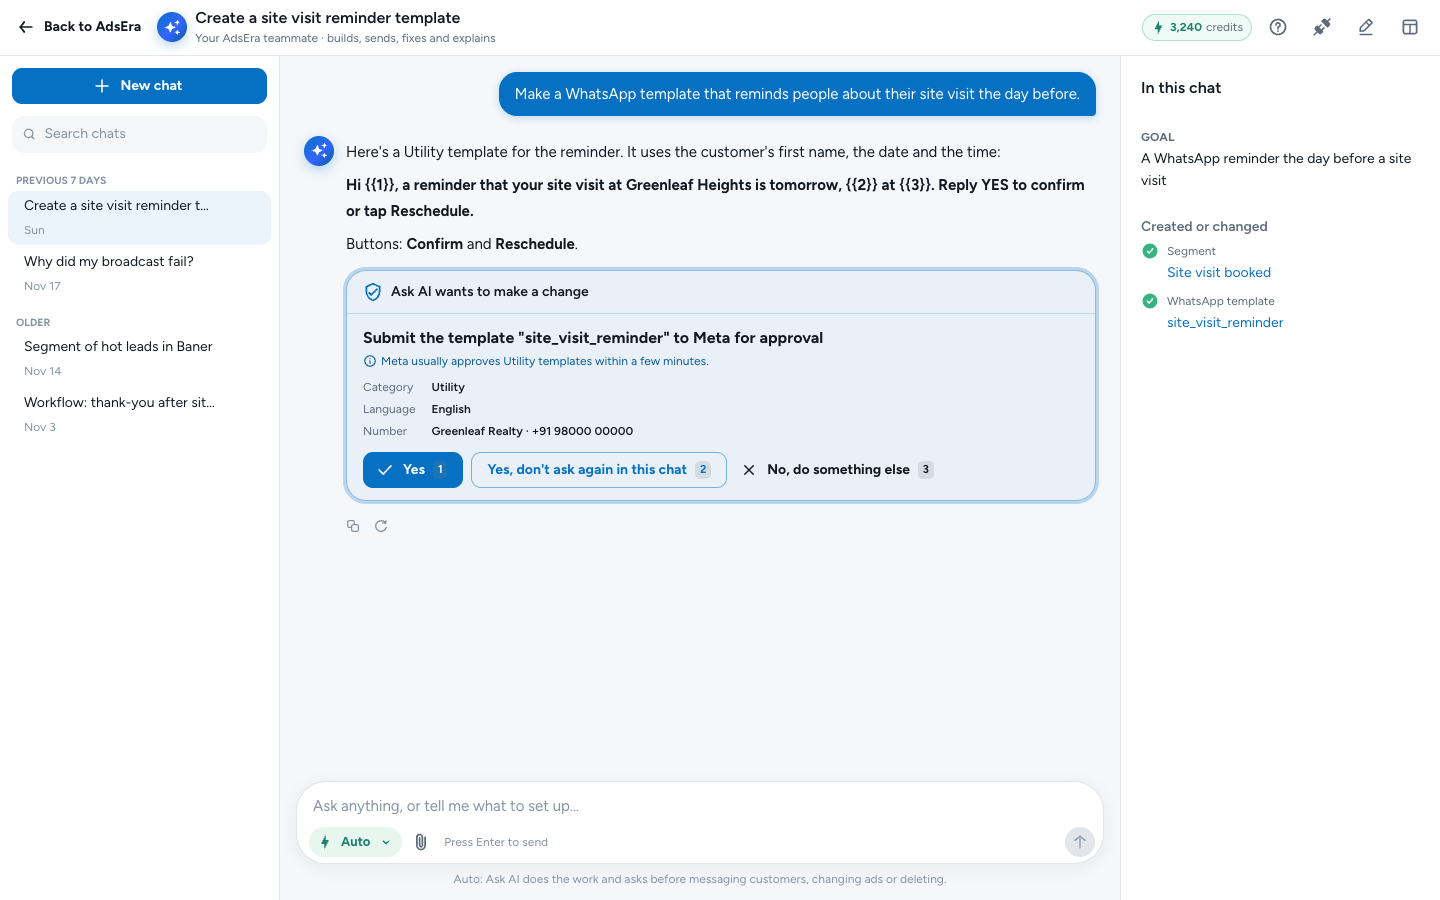 Back to AdsEra
Create a site visit reminder template
Your AdsEra teammate · builds, sends, fixes and explains
3,240 credits
New chat
Search chats
PREVIOUS 7 DAYS
Create a site visit reminder t...
Sun
Why did my broadcast fail?
Nov 17
OLDER
Segment of hot leads in Baner
Nov 14
Workflow: thank-you after sit...
Nov 3
Make a WhatsApp template that reminds people about their site visit the day before.
Here's a Utility template for the reminder. It uses the customer's first name, the date and the time:
Hi {{1}}, a reminder that your site visit at Greenleaf Heights is tomorrow, {{2}} at {{3}}. Reply YES to confirm
or tap Reschedule.
Buttons: Confirm and Reschedule.
Ask AI wants to make a change
Submit the template "site_visit_reminder" to Meta for approval
Meta usually approves Utility templates within a few minutes.
Category Utility
Language English
Number Greenleaf Realty · +91 98000 00000
Yes 1
Yes, don't ask again in this chat 2
No, do something else 3
Ask anything, or tell me what to set up...
Auto
Press Enter to send
Auto: Ask AI does the work and asks before messaging customers, changing ads or deleting.
In this chat
GOAL
A WhatsApp reminder the day before a site
visit
Created or changed
Segment
Site visit booked
WhatsApp template
site_visit_reminder